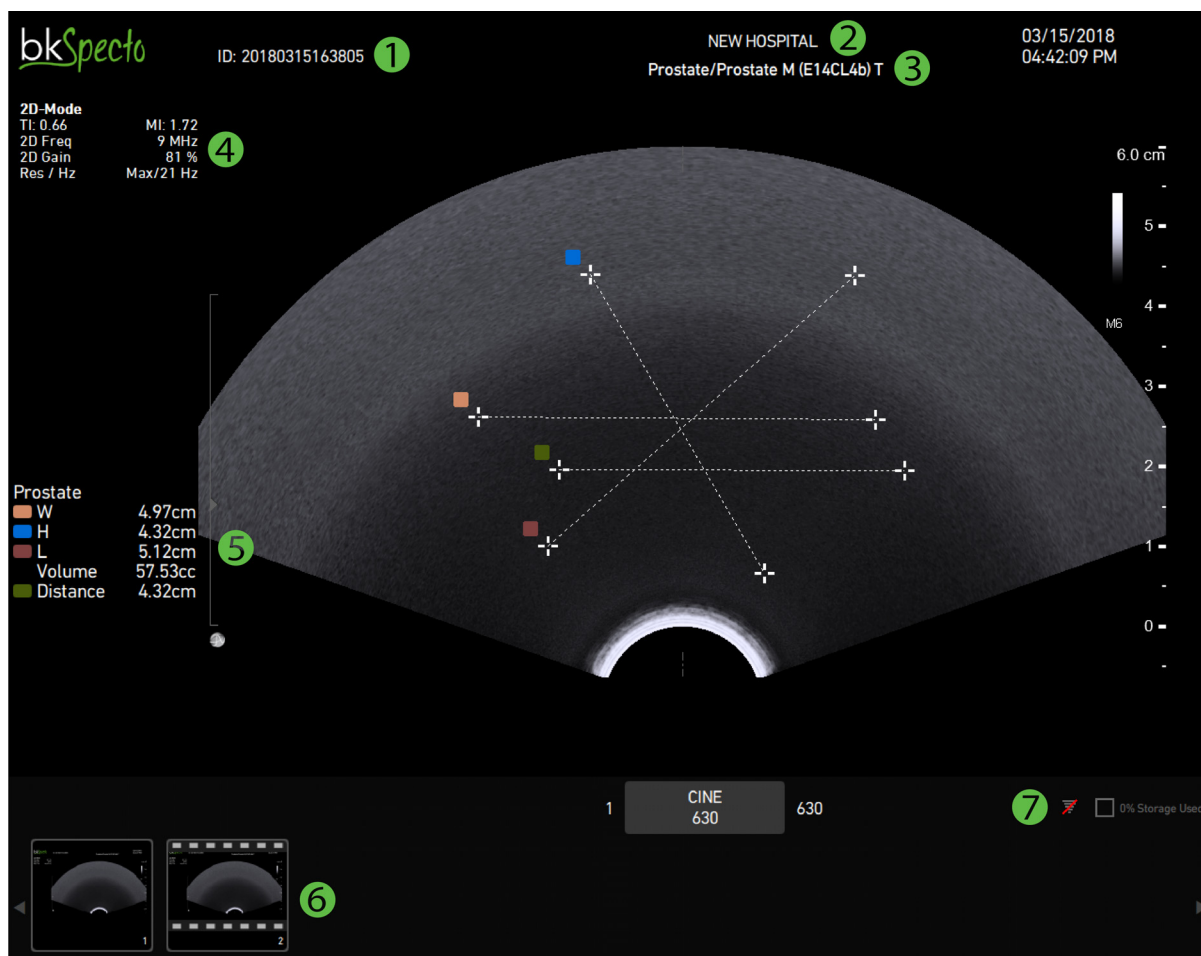 bkSpecto
ID: 20180315163805 1
NEW HOSPITAL 2
Prostate/Prostate M (E14CL4b) T 3
03/15/2018
04:42:09 PM
2D-Mode
TI: 0.66 MI: 1.72
2D Freq 9 MHz
2D Gain 81 %
Res / Hz Max/21 Hz
4
6.0 cm
5
4
M6
3
2
1
0
Prostate
W 4.97cm
H 4.32cm
L 5.12cm
Volume 57.53cc
Distance 4.32cm
5
1 CINE 630
630
7 0% Storage Used
1
2
6